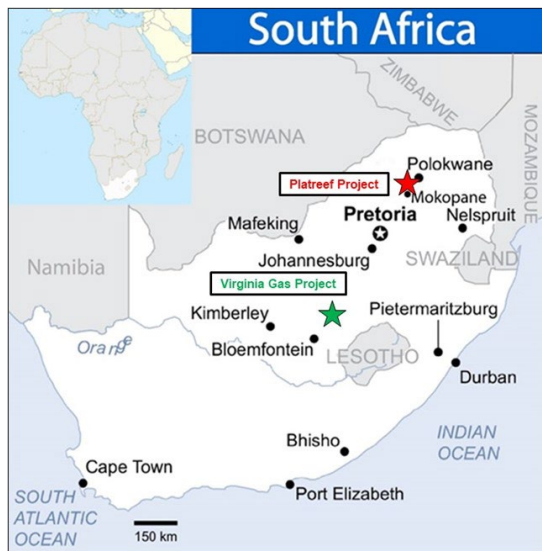 South Africa
ZIMBABWE
MOZAMBIQUE
BOTSWANA
Polokwane
Platreef Project
Mokopane
Pretoria
Nelspruit
Mafeking
Johannesburg
SWAZILAND
Namibia
Virginia Gas Project
Kimberley
Pietermaritzburg
Orange
Bloemfontein
LESOTHO
Durban
Bhisho
INDIAN
OCEAN
Cape Town
Port Elizabeth
SOUTH
ATLANTIC
OCEAN
150 km